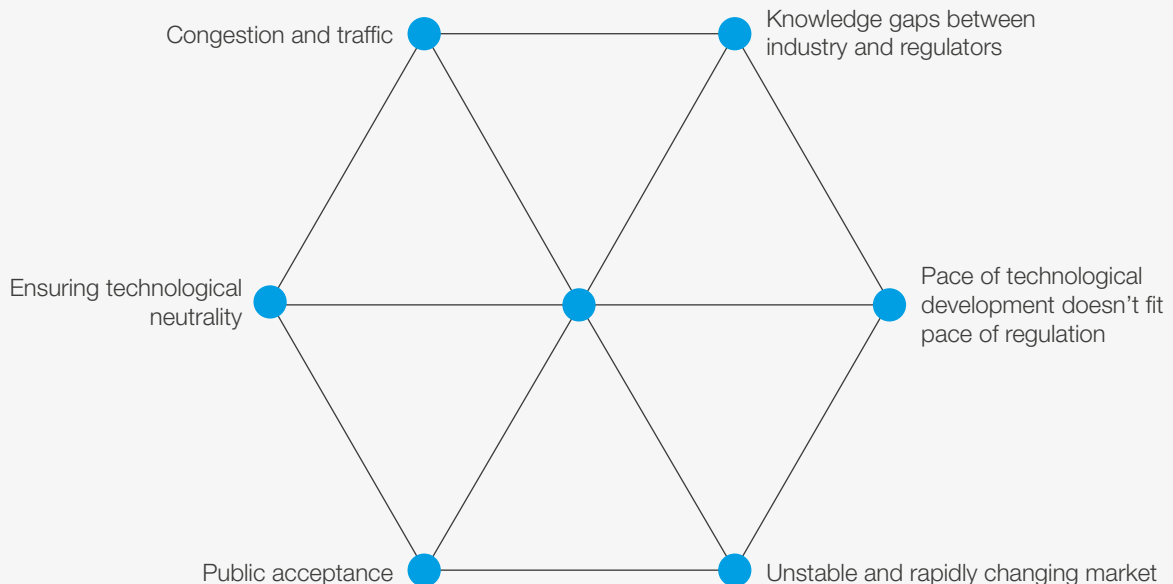 Congestion and traffic
Knowledge gaps between
industry and regulators
Ensuring technological
neutrality
Pace of technological
development doesn’t fit
pace of regulation
Public acceptance
Unstable and rapidly changing market